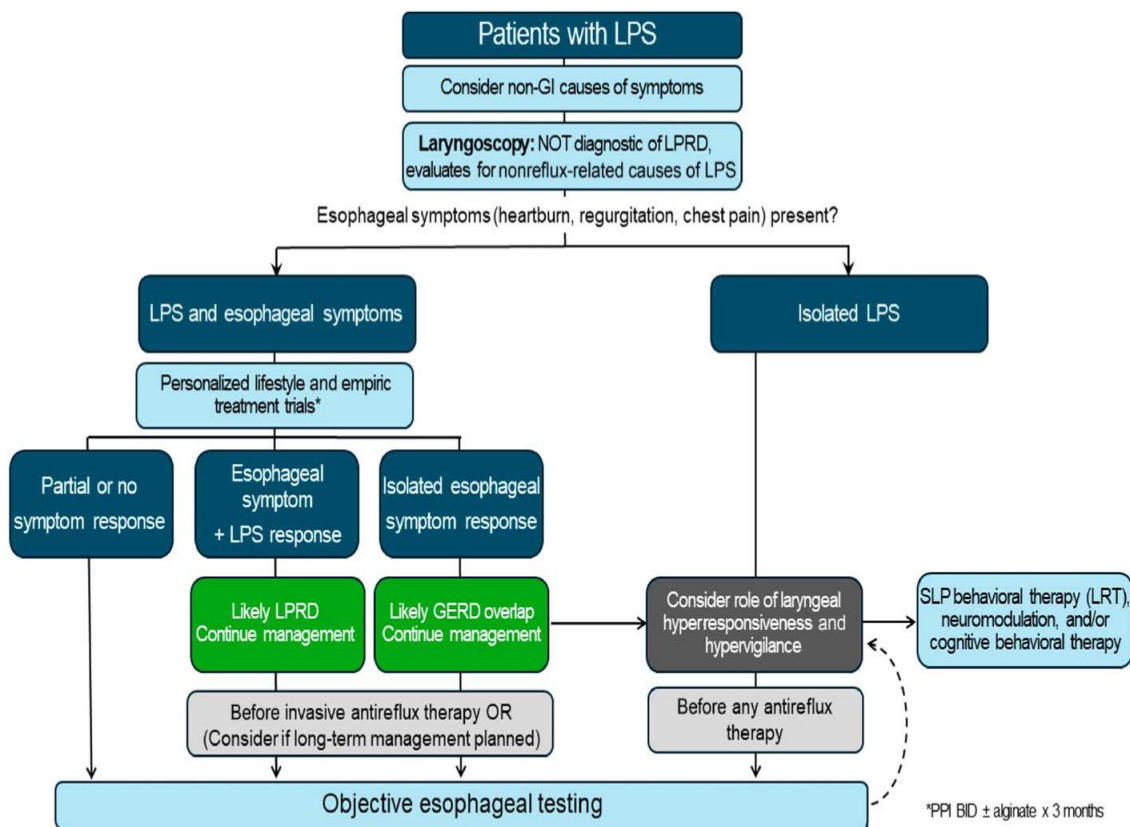 Patients with LPS
Consider non-GI causes of symptoms
Laryngoscopy: NOT diagnostic of LPRD,
evaluates for nonreflux-related causes of LPS
Esophageal symptoms (heartburn, regurgitation, chest pain) present?
LPS and esophageal symptoms
Isolated LPS
Personalized lifestyle and empiric
treatment trials*
Partial or no
symptom response
Esophageal
symptom
+ LPS response
Isolated esophageal
symptom response
Likely LPRD
Continue management
Likely GERD overlap
Continue management
Consider role of laryngeal
hyperresponsiveness and
hypervigilance
SLP behavioral therapy (LRT),
neuromodulation, and/or
cognitive behavioral therapy
Before invasive antireflux therapy OR
(Consider if long-term management planned)
Before any antireflux
therapy
Objective esophageal testing
*PPI BID ± alginate x 3 months